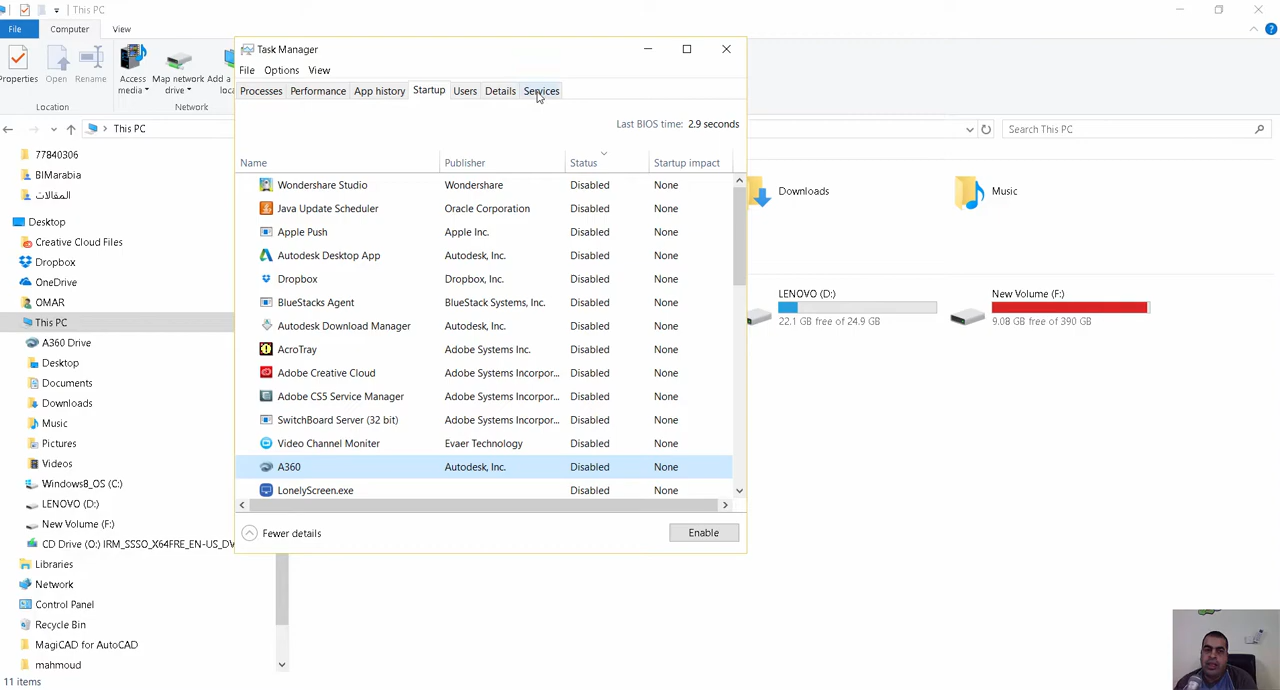 This PC
File Computer View
Properties Open Rename Access media Map network drive Add a loca
Location Network
This PC
Search This PC
77840306
BIMarabia
المقالات
Desktop
Creative Cloud Files
Dropbox
OneDrive
OMAR
This PC
A360 Drive
Desktop
Documents
Downloads
Music
Pictures
Videos
Windows8_OS (C:)
LENOVO (D:)
New Volume (F:)
CD Drive (O:) IRM_SSSO_X64FRE_EN-US_DV
Libraries
Network
Control Panel
Recycle Bin
MagiCAD for AutoCAD
mahmoud
11 items
Task Manager
File Options View
Processes Performance App history Startup Users Details Services
Last BIOS time: 2.9 seconds
Name Publisher Status Startup impact
Wondershare Studio Wondershare Disabled None
Java Update Scheduler Oracle Corporation Disabled None
Apple Push Apple Inc. Disabled None
Autodesk Desktop App Autodesk, Inc. Disabled None
Dropbox Dropbox, Inc. Disabled None
BlueStacks Agent BlueStack Systems, Inc. Disabled None
Autodesk Download Manager Autodesk, Inc. Disabled None
AcroTray Adobe Systems Inc. Disabled None
Adobe Creative Cloud Adobe Systems Incorpor... Disabled None
Adobe CS5 Service Manager Adobe Systems Incorpor... Disabled None
SwitchBoard Server (32 bit) Adobe Systems Incorpor... Disabled None
Video Channel Moniter Evaer Technology Disabled None
A360 Autodesk, Inc. Disabled None
LonelyScreen.exe Disabled None
Fewer details
Enable
Downloads
Music
LENOVO (D:)
22.1 GB free of 24.9 GB
New Volume (F:)
9.08 GB free of 390 GB